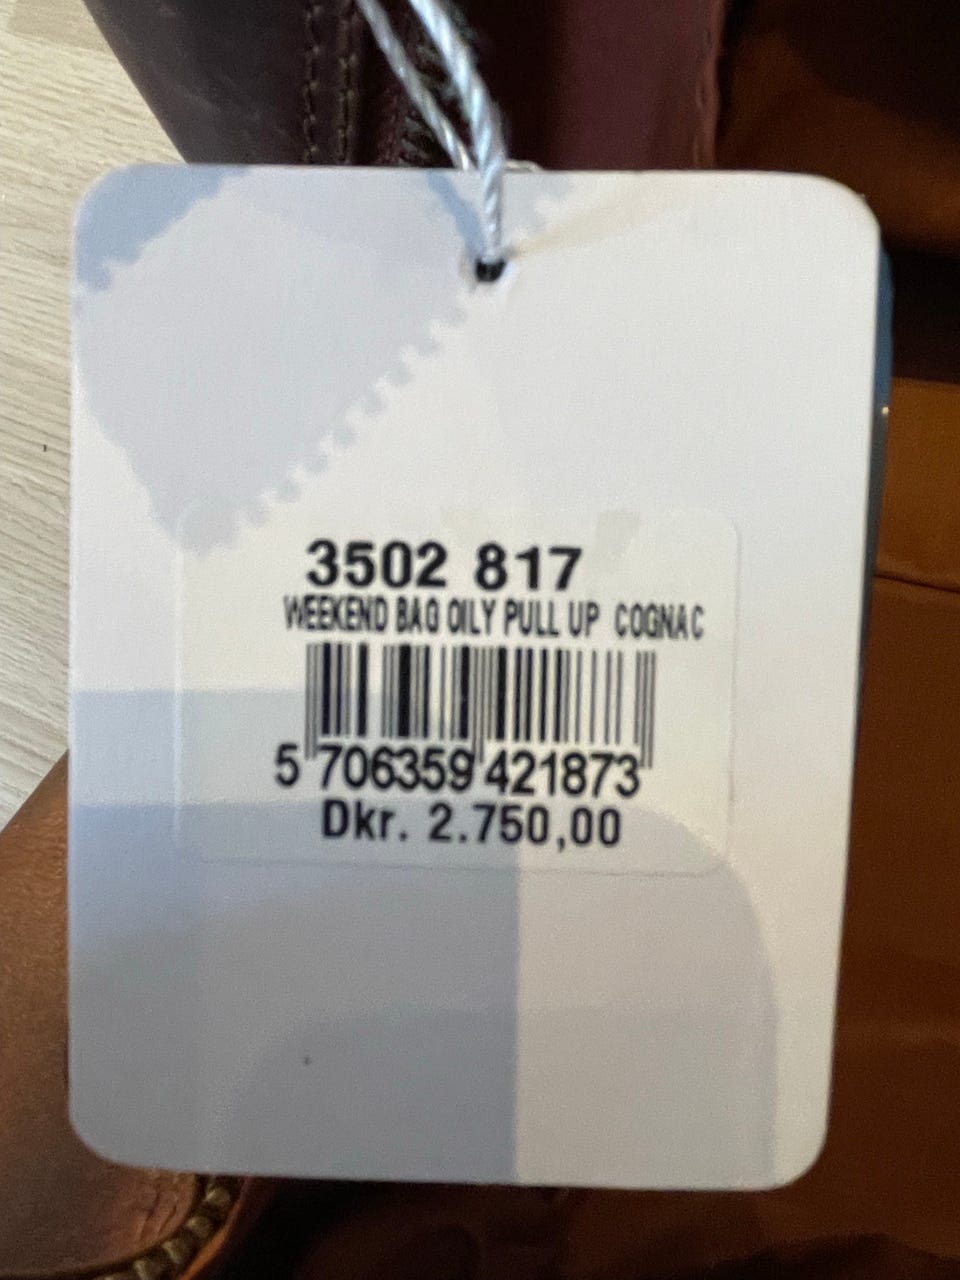 3502 817
WEEKEND BAG OILY PULL UP COGNAC
5 706359 421873
Dkr. 2.750,00